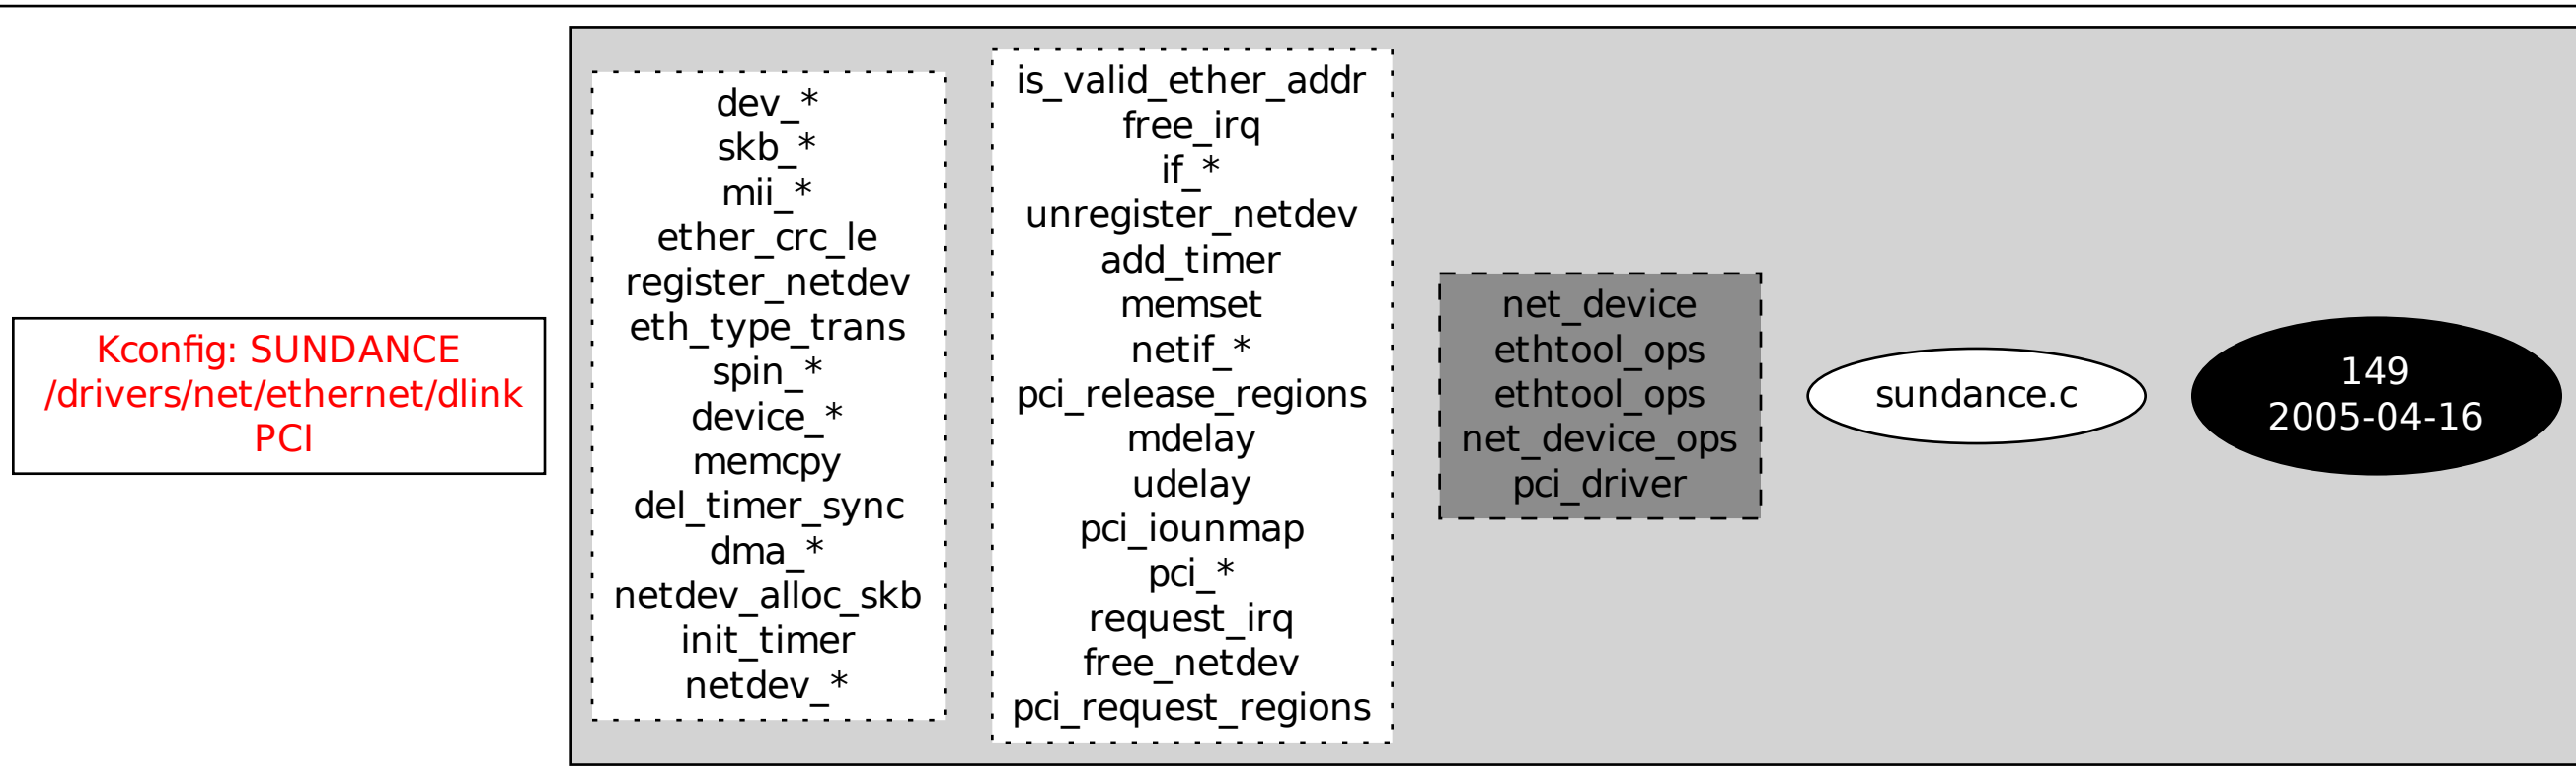 Kconfig: SUNDANCE
/drivers/net/ethernet/dlink
PCI
dev_*
skb_*
mii_*
ether_crc_le
register_netdev
eth_type_trans
spin_*
device_*
memcpy
del_timer_sync
dma_*
netdev_alloc_skb
init_timer
netdev_*
is_valid_ether_addr
free_irq
if_*
unregister_netdev
add_timer
memset
netif_*
pci_release_regions
mdelay
udelay
pci_iounmap
pci_*
request_irq
free_netdev
pci_request_regions
net_device
ethtool_ops
ethtool_ops
net_device_ops
pci_driver
sundance.c
149
2005-04-16